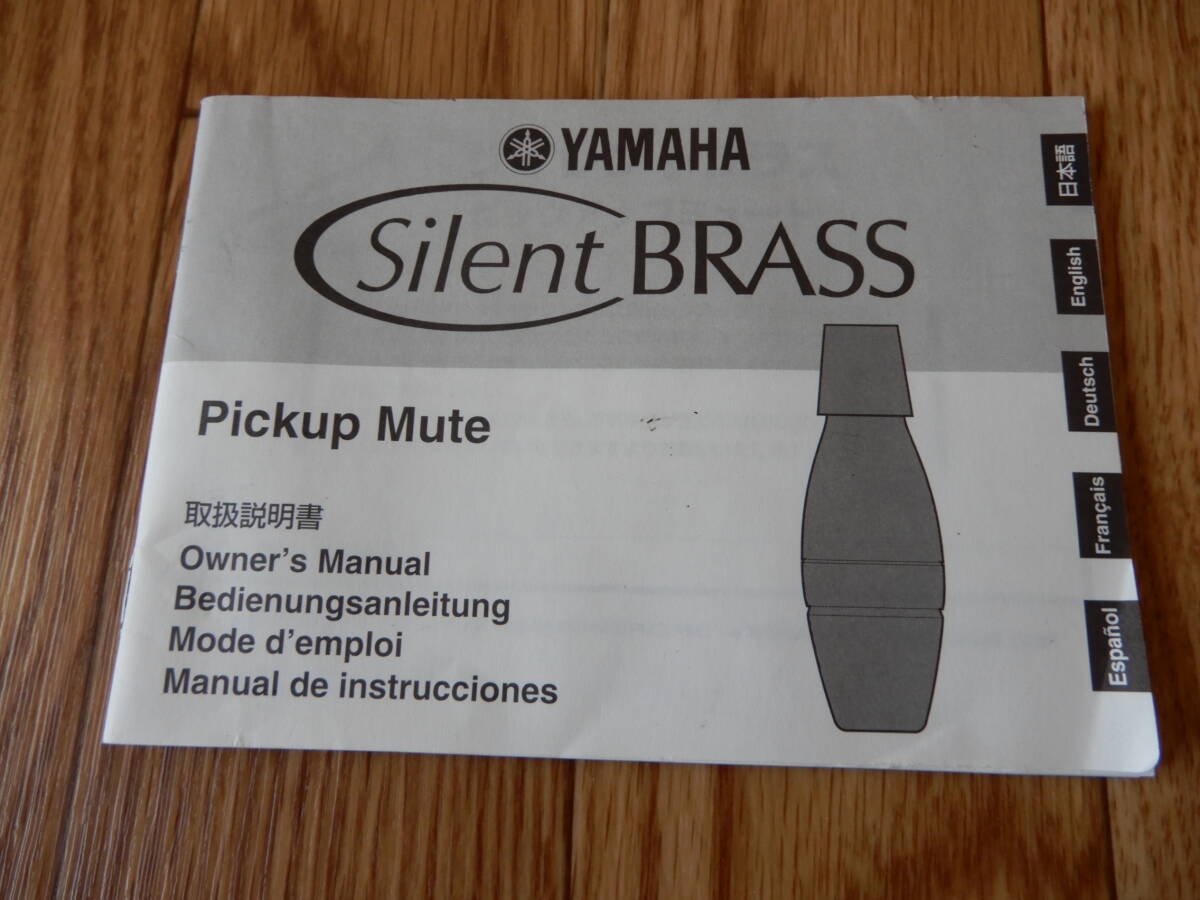 YAMAHA
Silent BRASS
Pickup Mute
取扱説明書
Owner's Manual
Bedienungsanleitung
Mode d'emploi
Manual de instrucciones
日本語
English
Deutsch
Français
Español